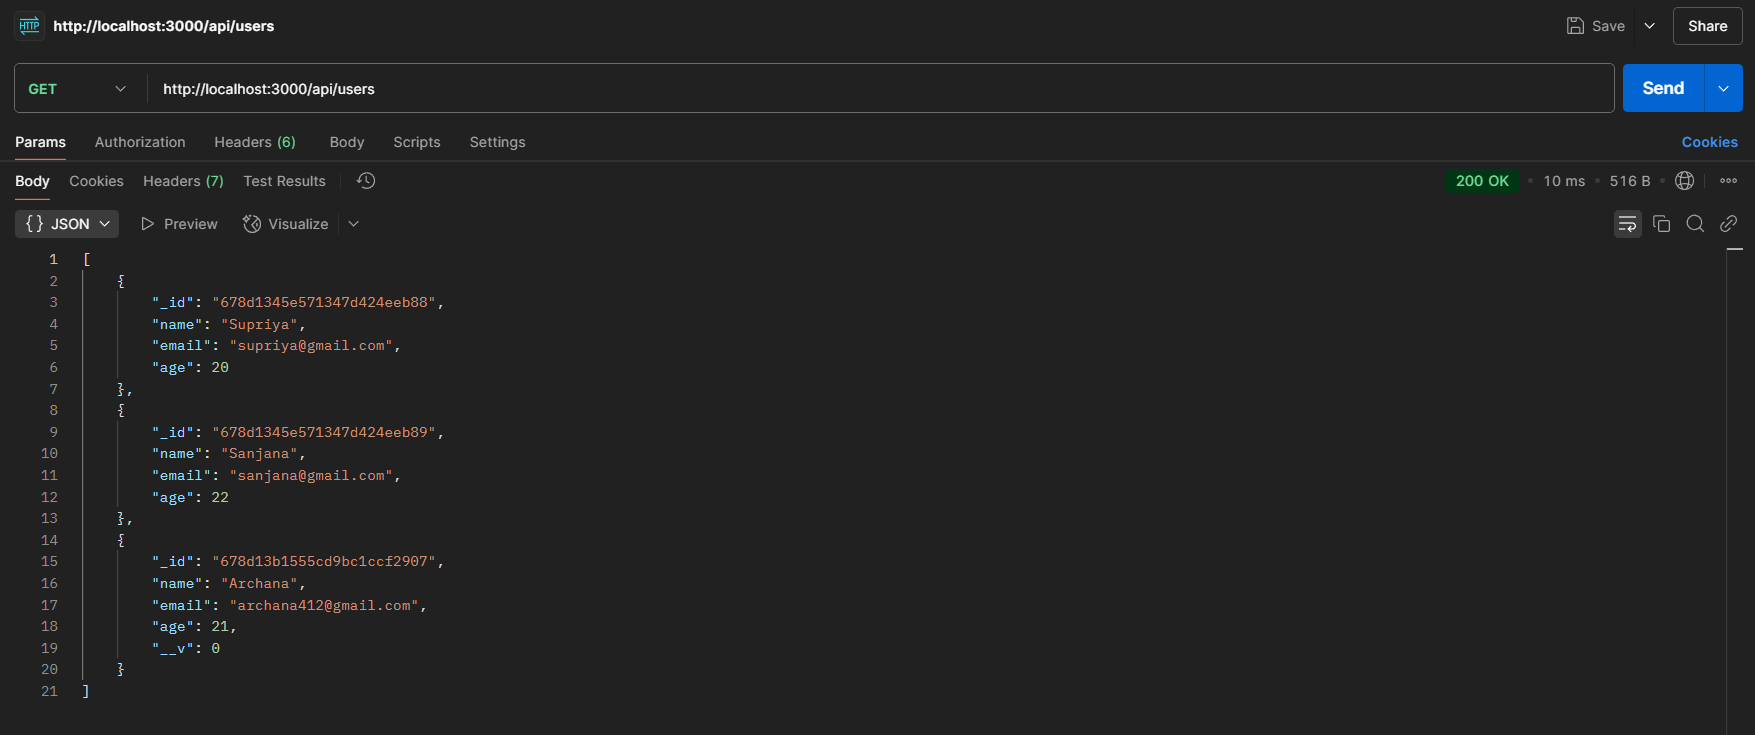 HTTP http://localhost:3000/api/users Save Share
GET http://localhost:3000/api/users Send
Params Authorization Headers (6) Body Scripts Settings Cookies
Body Cookies Headers (7) Test Results 200 OK • 10 ms • 516 B •
{} JSON Preview Visualize
1 [
2 {
3 "_id": "678d1345e571347d424eeb88",
4 "name": "Supriya",
5 "email": "supriya@gmail.com",
6 "age": 20
7 },
8 {
9 "_id": "678d1345e571347d424eeb89",
10 "name": "Sanjana",
11 "email": "sanjana@gmail.com",
12 "age": 22
13 },
14 {
15 "_id": "678d13b1555cd9bc1ccf2907",
16 "name": "Archana",
17 "email": "archana412@gmail.com",
18 "age": 21,
19 "__v": 0
20 }
21 ]